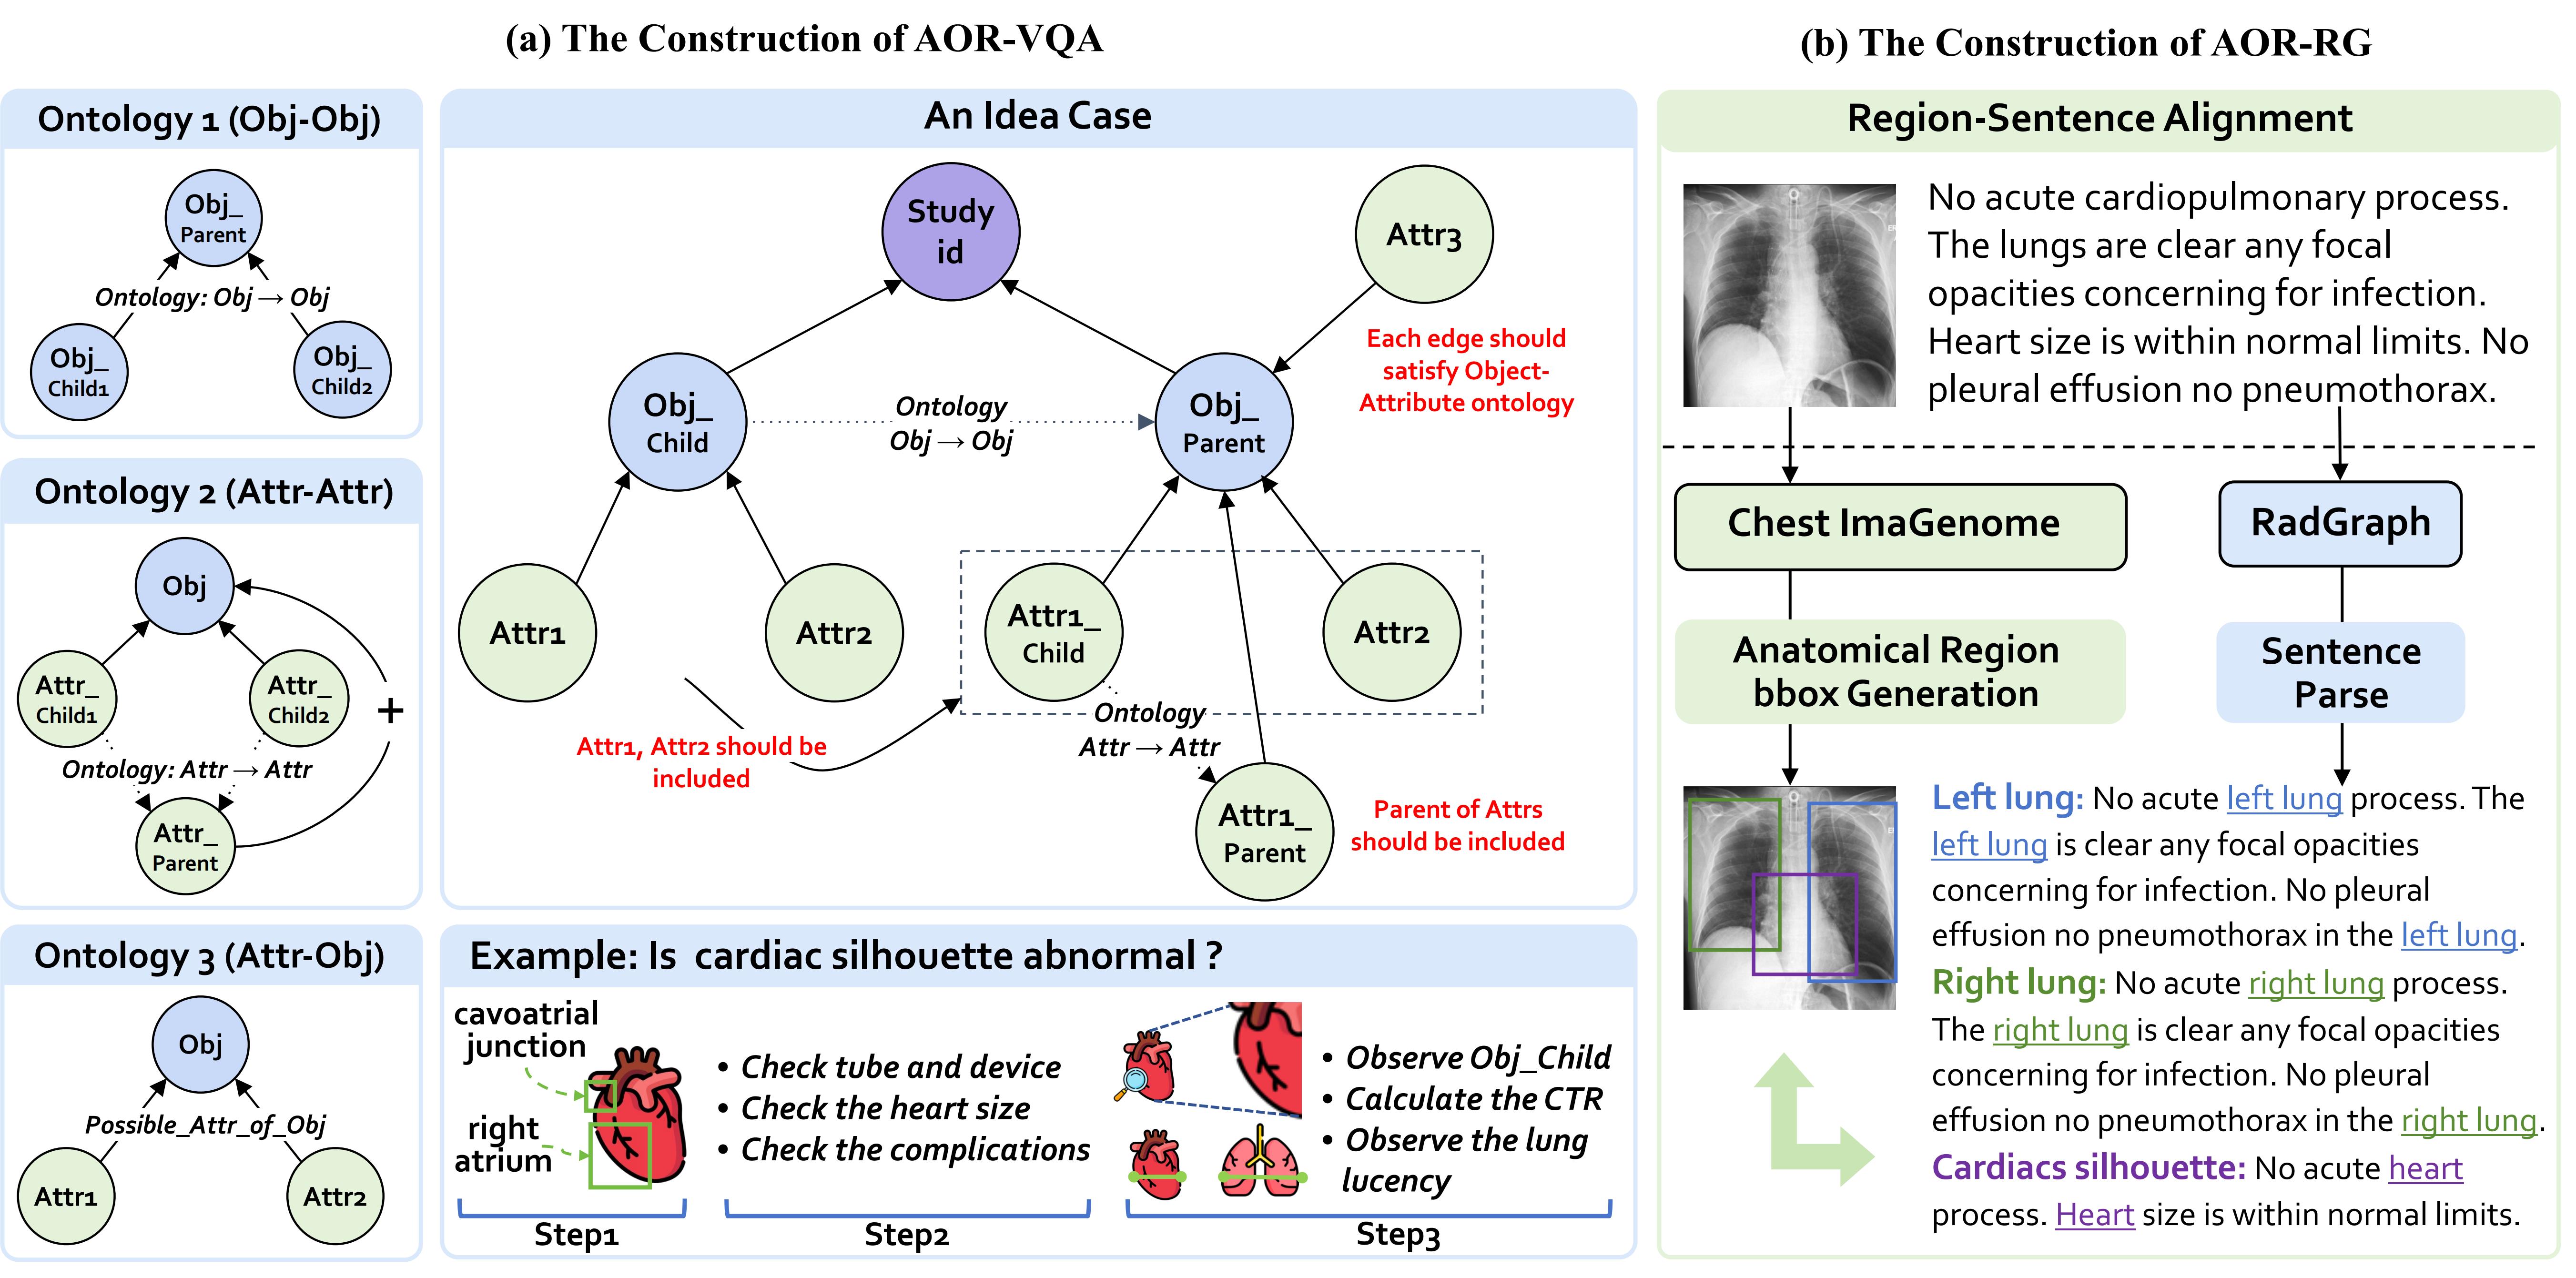 (a) The Construction of AOR-VQA
Ontology 1 (Obj-Obj)
Obj_
Parent
Ontology: Obj → Obj
Obj_
Child1
Obj_
Child2
Ontology 2 (Attr-Attr)
Obj
Attr_
Child1
Attr_
Child2
+
Ontology: Attr → Attr
Attr_
Parent
Ontology 3 (Attr-Obj)
Obj
Possible_Attr_of_Obj
Attr1
Attr2
An Idea Case
Study
id
Attr3
Each edge should
satisfy Object-
Attribute ontology
Obj_
Child
Ontology
Obj → Obj
Obj_
Parent
Attr1
Attr2
Attr1_
Child
Attr2
Ontology
Attr → Attr
Attr1, Attr2 should be
included
Attr1_
Parent
Parent of Attrs
should be included
Example: Is cardiac silhouette abnormal ?
cavoatrial
junction
right
atrium
Step1
• Check tube and device
• Check the heart size
• Check the complications
Step2
• Observe Obj_Child
• Calculate the CTR
• Observe the lung
lucency
Step3
(b) The Construction of AOR-RG
Region-Sentence Alignment
No acute cardiopulmonary process.
The lungs are clear any focal
opacities concerning for infection.
Heart size is within normal limits. No
pleural effusion no pneumothorax.
Chest ImaGenome
RadGraph
Anatomical Region
bbox Generation
Sentence
Parse
Left lung: No acute left lung process. The
left lung is clear any focal opacities
concerning for infection. No pleural
effusion no pneumothorax in the left lung.
Right lung: No acute right lung process.
The right lung is clear any focal opacities
concerning for infection. No pleural
effusion no pneumothorax in the right lung.
Cardiacs silhouette: No acute heart
process. Heart size is within normal limits.